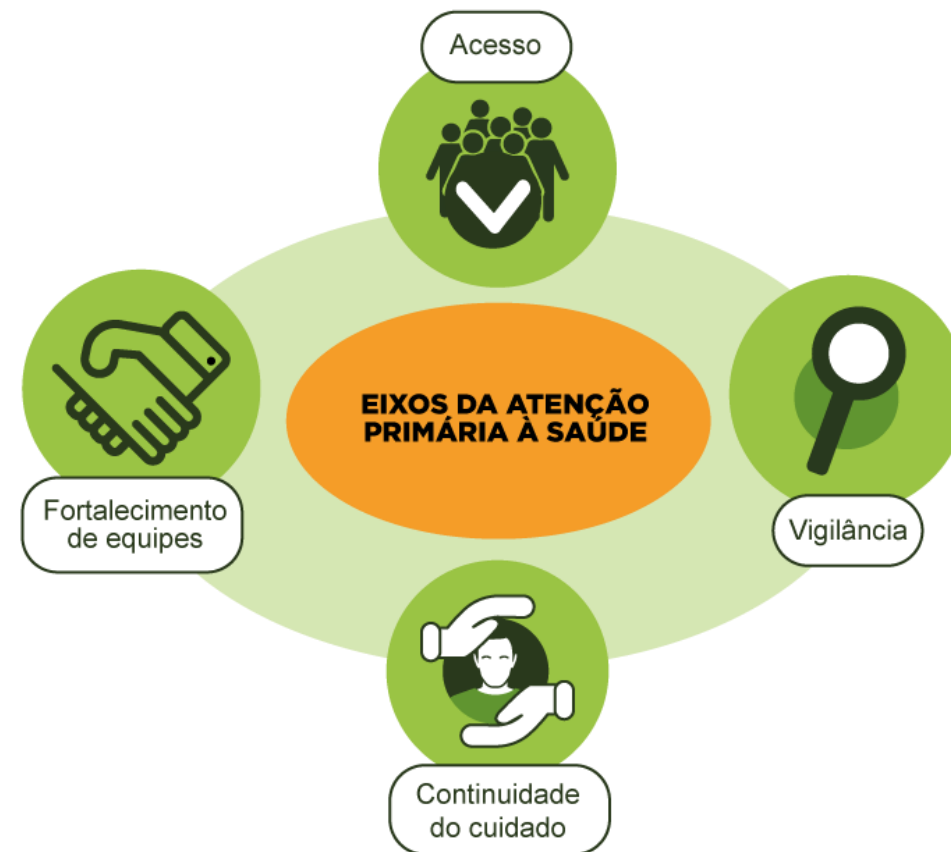 Acesso
EIXOS DA ATENÇÃO
PRIMÁRIA À SAÚDE
Fortalecimento
de equipes
Vigilância
Continuidade
do cuidado